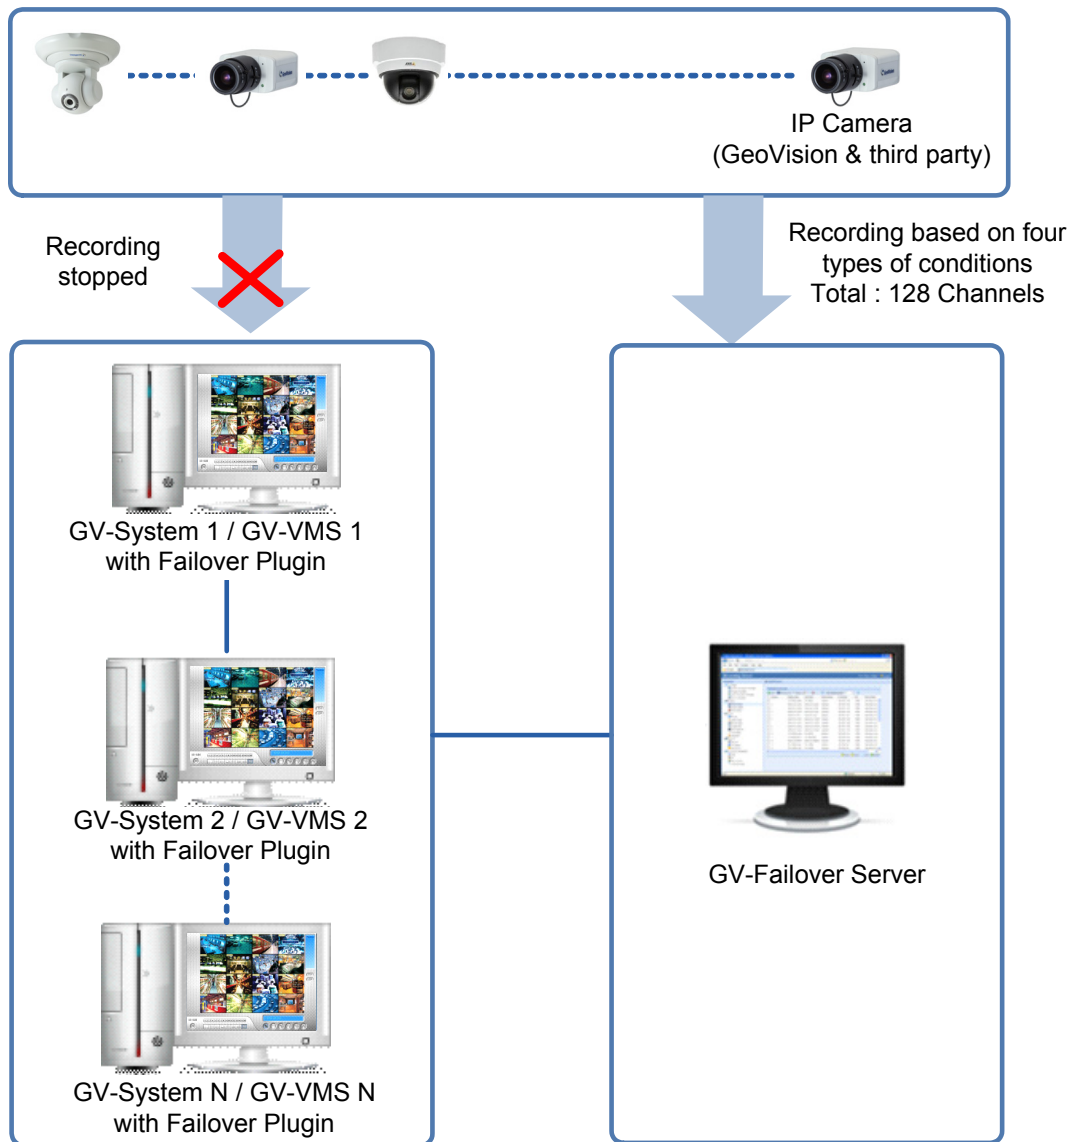 IP Camera
(GeoVision & third party)
Recording
stopped
Recording based on four
types of conditions
Total : 128 Channels
GV-System 1 / GV-VMS 1
with Failover Plugin
GV-System 2 / GV-VMS 2
with Failover Plugin
GV-Failover Server
GV-System N / GV-VMS N
with Failover Plugin